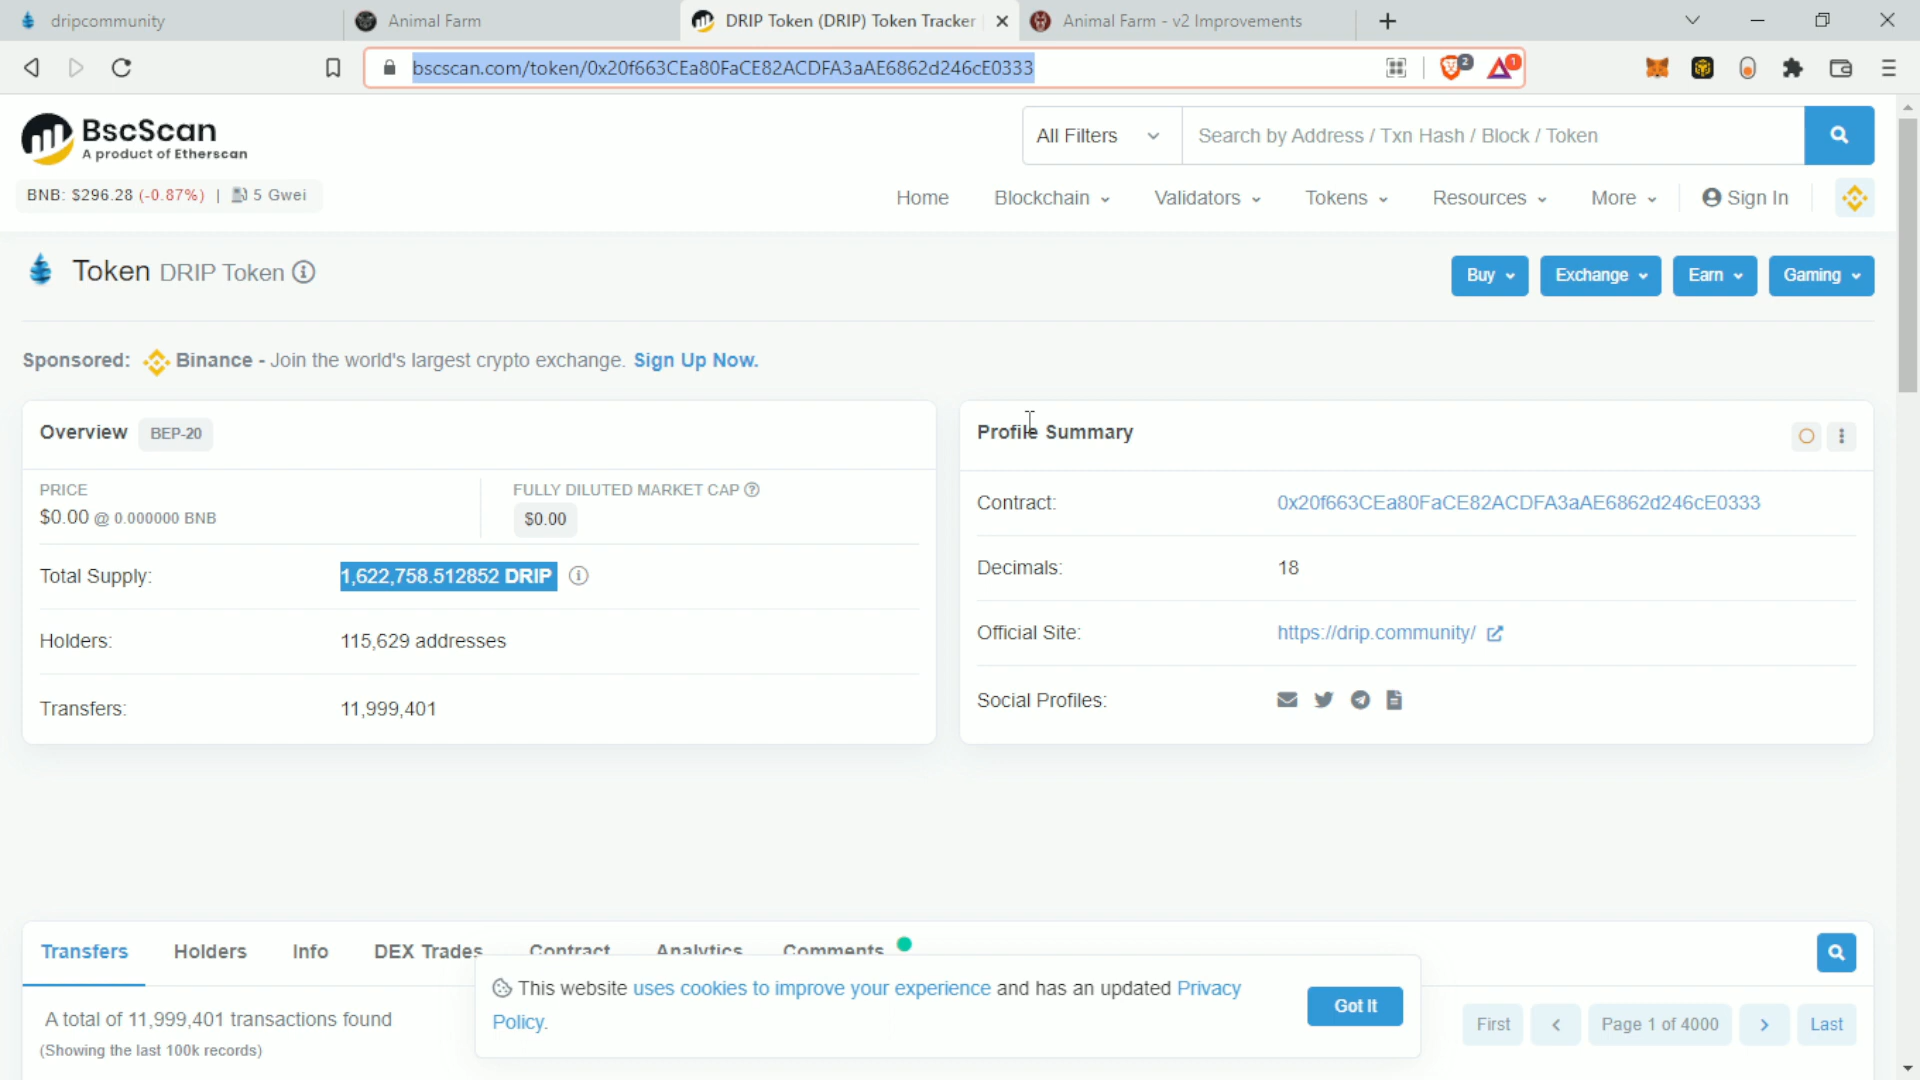 dripcommunity
Animal Farm
DRIP Token (DRIP) Token Tracker
Animal Farm - v2 Improvements
bscscan.com/token/0x20f663CEa80FaCE82ACDFA3aAE6862d246cE0333
2
1
BscScan
A product of Etherscan
All Filters
Search by Address / Txn Hash / Block / Token
BNB: $296.28 (-0.87%) | 5 Gwei
Home
Blockchain
Validators
Tokens
Resources
More
Sign In
Token DRIP Token
Buy
Exchange
Earn
Gaming
Sponsored: Binance - Join the world's largest crypto exchange. Sign Up Now.
Overview BEP-20
PRICE
$0.00 @ 0.000000 BNB
FULLY DILUTED MARKET CAP
$0.00
Total Supply: 1,622,758.512852 DRIP
Holders: 115,629 addresses
Transfers: 11,999,401
Profile Summary
Contract: 0x20f663CEa80FaCE82ACDFA3aAE6862d246cE0333
Decimals: 18
Official Site: https://drip.community/
Social Profiles:
Transfers
Holders
Info
DEX Trades
Contract
Analytics
Comments
A total of 11,999,401 transactions found
(Showing the last 100k records)
This website uses cookies to improve your experience and has an updated Privacy
Policy.
Got It
First
Page 1 of 4000
Last